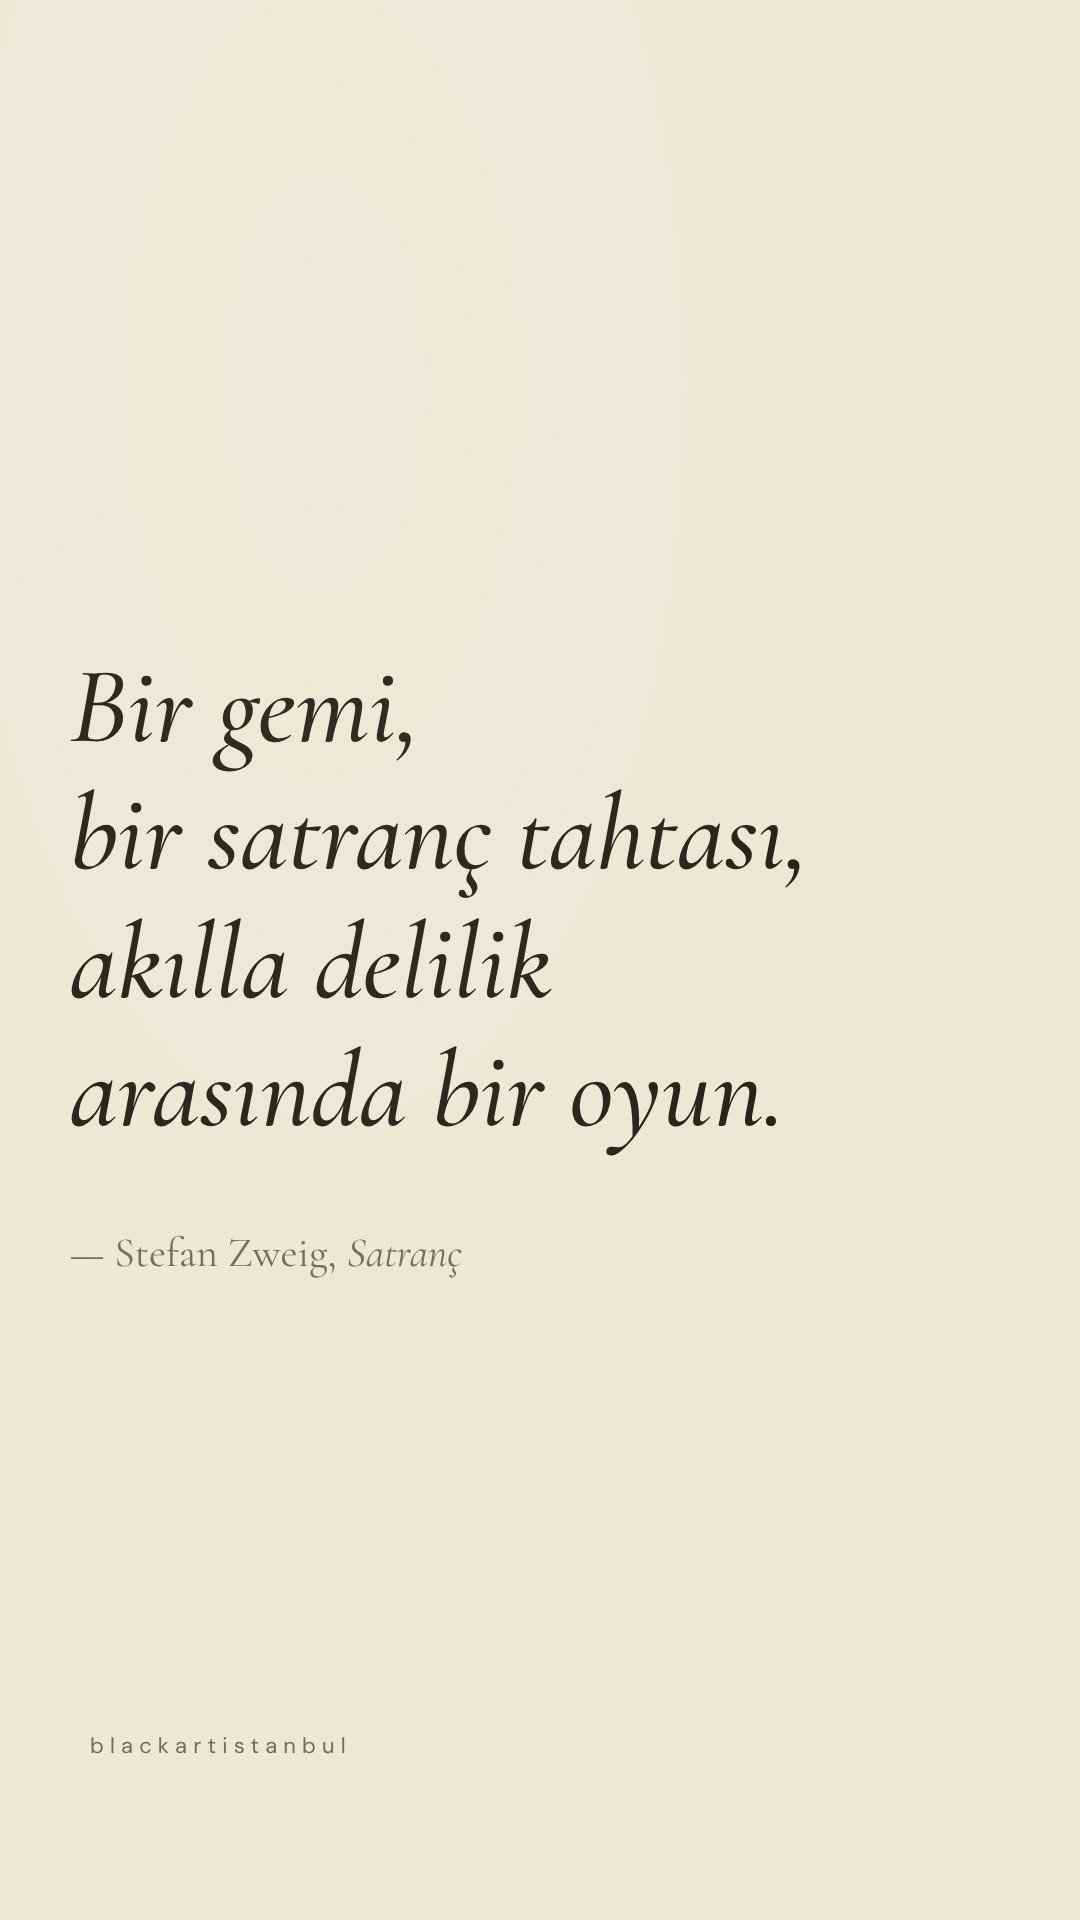 Bir gemi,
bir satranç tahtası,
akılla delilik
arasında bir oyun.
— Stefan Zweig, Satranç
blackartistanbul